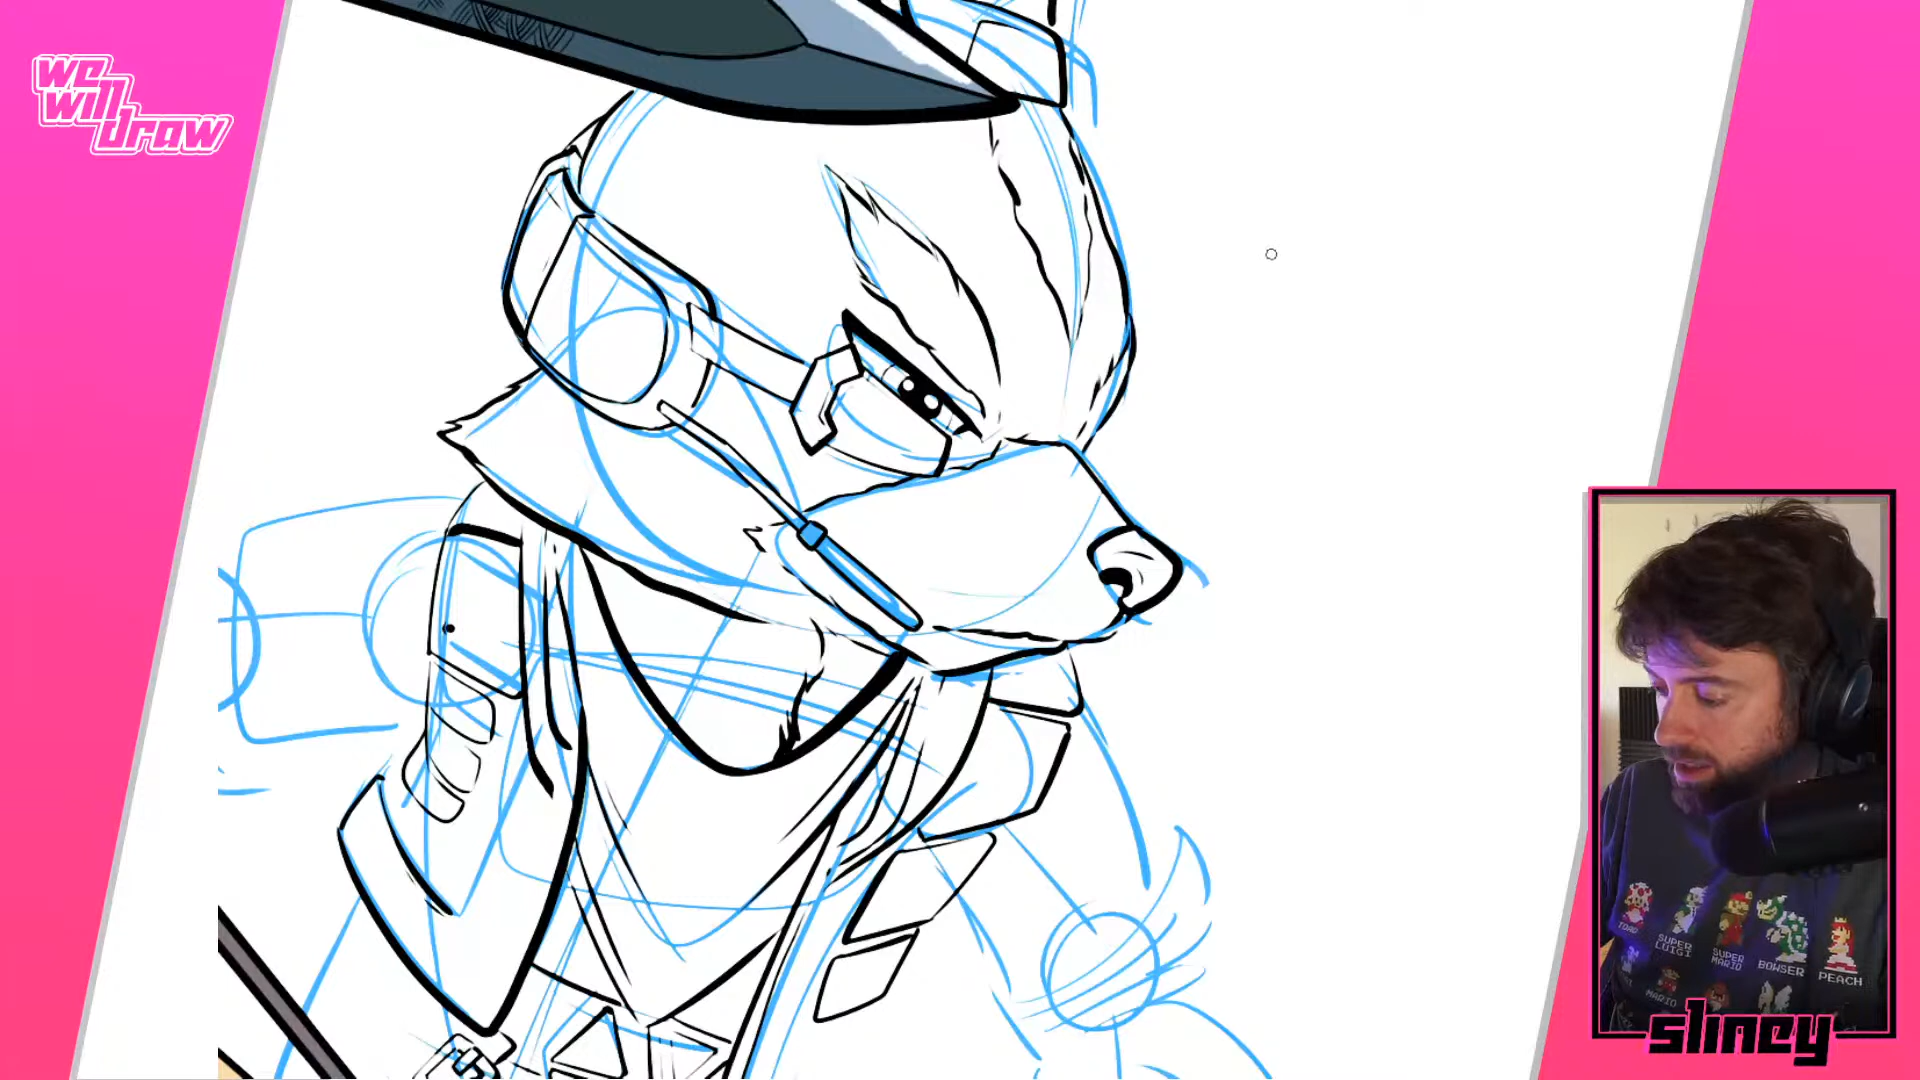 we
will
draw
TOAD
SUPER
LUIGI
SUPER
MARIO
BOWSER
PEACH
MARIO
sliney